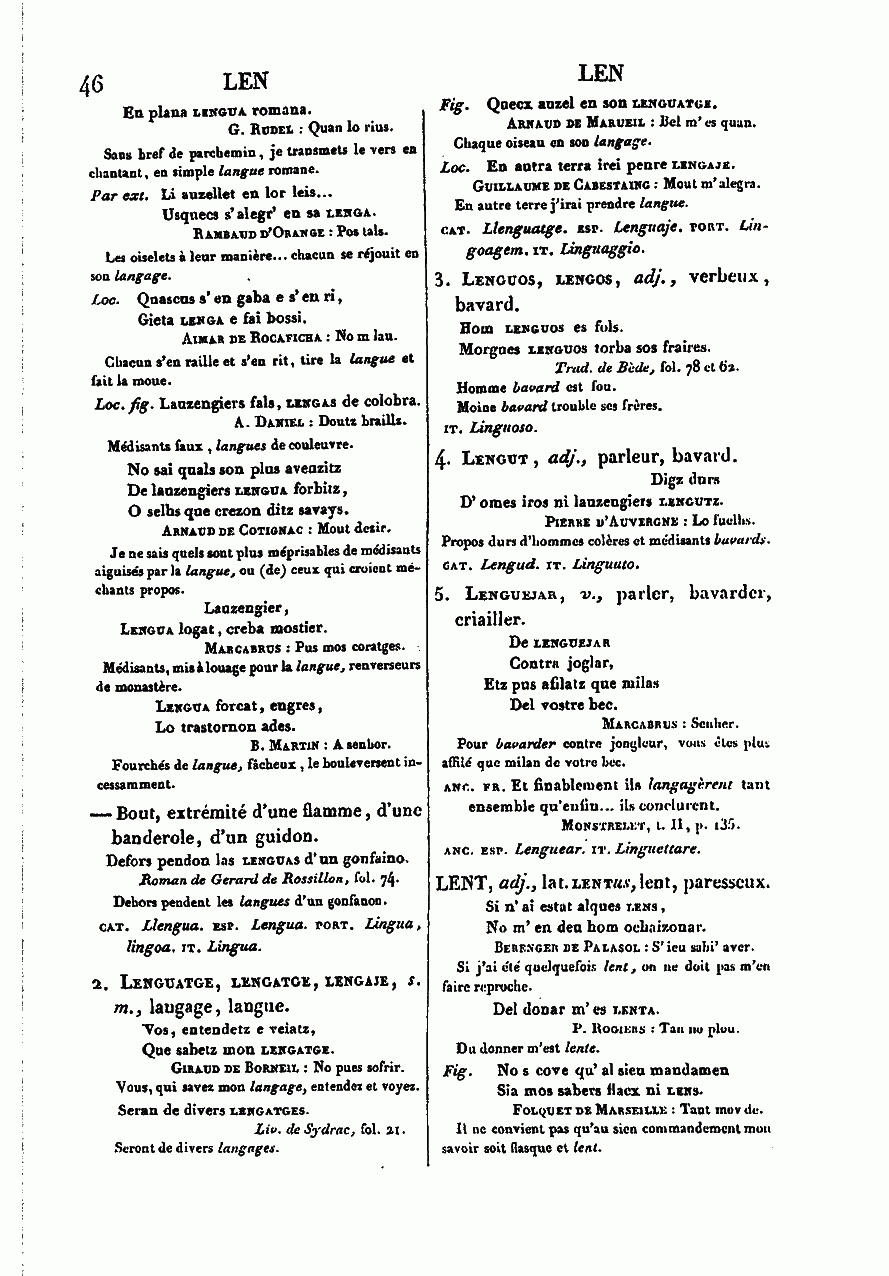 46 LEN
En plana LENGUA romana.
G. RUDEL : Quan lo rius.
Sans bref de parchemin, je transmets le vers en
chantant, en simple langue romane.
Par ext. Li auzellet en lor leis...
Usquecs s'alegr' en sa LENGA.
RAMBAUD D'ORANGE : Pos tals.
Les oiselets à leur manière... chacun se réjouit en
son langage.
Loc. Quascus s' en gaba e s' en ri,
Gieta LENGA e fai bossi.
AIMAR DE ROCAFICHA : No m lau.
Chacun s'en raille et s'en rit, tire la langue et
fait la moue.
Loc. fig. Lauzengiers fals, LENGAS de colobra.
A. DANIEL : Doutz braills.
Médisants faux, langues de couleuvre.
No sai quals son plus aveuzitz
De lauzengiers LENGUA forbitz,
O selhs que crezon ditz savays.
ARNAUD DE COTIGNAC : Mout desir.
Je ne sais quels sont plus méprisables de médisants
aiguisés par la langue, ou (de) ceux qui croient mé-
chants propos.
Lauzengier,
LENGUA logat, creba mostier.
MARCABRUS : Pus mos coratges.
Médisants, mis à louage pour la langue, renverseurs
de monastère.
LENGUA forcat, engres,
Lo trastornon ades.
B. MARTIN : A senhor.
Fourchés de langue, fâcheux, le bouleversent in-
cessamment.
— Bout, extrémité d'une flamme, d'une
banderole, d'un guidon.
Defors pendon las LENGUAS d'un gonfaino.
Roman de Gerard de Rossillon, fol. 74.
Dehors pendent les langues d'un gonfanon.
CAT. Llengua. ESP. Lengua. PORT. Lingua,
lingoa. IT. Lingua.
2. LENGUATGE, LENGATGE, LENGAJE, s.
m., langage, langue.
Vos, entendetz e veiatz,
Que sabetz mon LENGATGE.
GIRAUD DE BORNEIL : No pues sofrir.
Vous, qui savez mon langage, entendez et voyez.
Seran de divers LENGATGES.
Liv. de Sydrac, fol. 21.
Seront de divers langages.
LEN
Fig. Quecx auzel en son LENGUATGE.
ARNAUD DE MARUEIL : Bel m' es quan.
Chaque oiseau en son langage.
Loc. En autra terra irei penre LENGAJE.
GUILLAUME DE CABESTAING : Mout m'alegra.
En autre terre j'irai prendre langue.
CAT. Llenguatge. ESP. Lenguaje. PORT. Lin-
goagem. IT. Linguaggio.
3. LENGUOS, LENGOS, adj., verbeux,
bavard.
Hom LENGUOS es fols.
Morgues LENGUOS torba sos fraires.
Trad. de Bède, fol. 78 et 62.
Homme bavard est fou.
Moine bavard trouble ses frères.
IT. Linguoso.
4. LENGUT, adj., parleur, bavard.
Digz durs
D' omes iros ni lauzengiers LENGUTZ.
PIERRE D'AUVERGNE : Lo fuelhs.
Propos durs d'hommes colères et médisants bavards.
CAT. Lengud. IT. Linguuto.
5. LENGUEJAR, v., parler, bavarder,
criailler.
De LENGUEJAR
Contra joglar,
Etz pus afilatz que milas
Del vostre bec.
MARCABRUS : Senher.
Pour bavarder contre jongleur, vous êtes plus
affilé que milan de votre bec.
ANC. FR. Et finablement ils langagèrent tant
ensemble qu'enfin... ils conclurent.
MONSTRELET, t. II, p. 135.
ANC. ESP. Lenguear. IT. Linguettare.
LENT, adj., lat. LENTus, lent, paresseux.
Si n' ai estat alques LENS,
No m' en deu hom ochaizonar.
BERENGER DE PALASOL : S' ieu sabi' aver.
Si j'ai été quelquefois lent, on ne doit pas m'en
faire reproche.
Del donar m' es LENTA.
P. ROGIERS : Tan no plou.
Du donner m'est lente.
Fig. No s cove qu' al sieu mandamen
Sia mos sabers flacx ni LENS.
FOLQUET DE MARSEILLE : Tant mov de.
Il ne convient pas qu'au sien commandement mon
savoir soit flasque et lent.